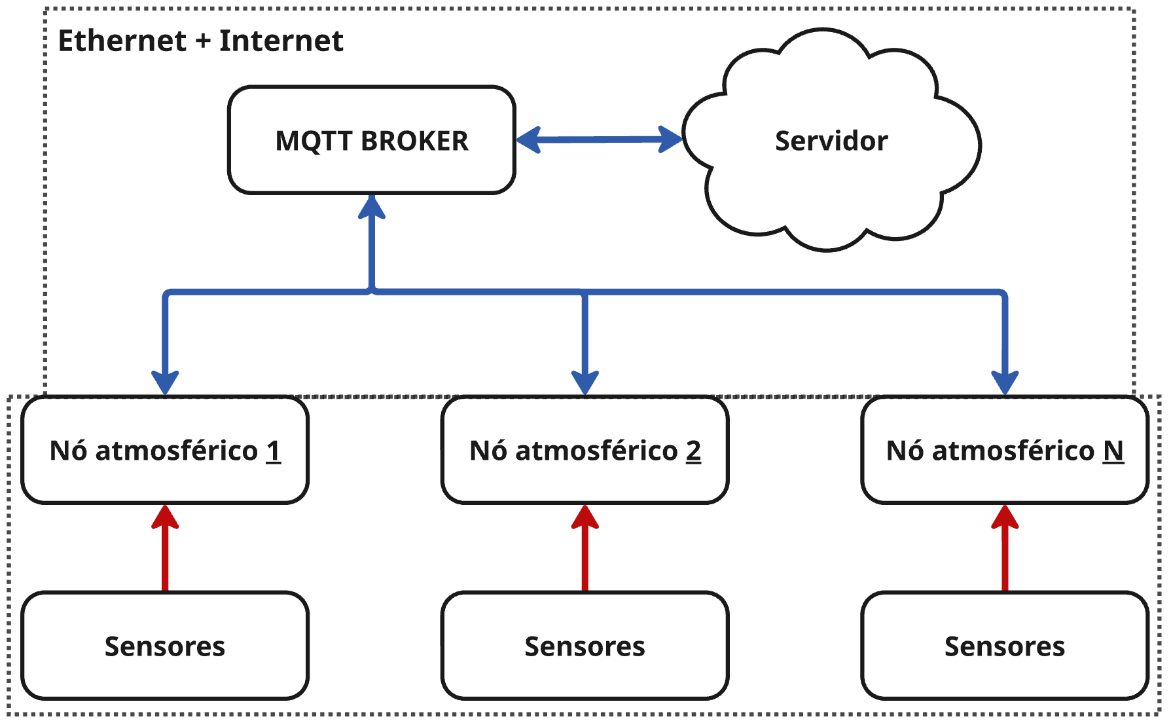 Ethernet + Internet
MQTT BROKER
Servidor
Nó atmosférico 1
Nó atmosférico 2
Nó atmosférico N
Sensores
Sensores
Sensores